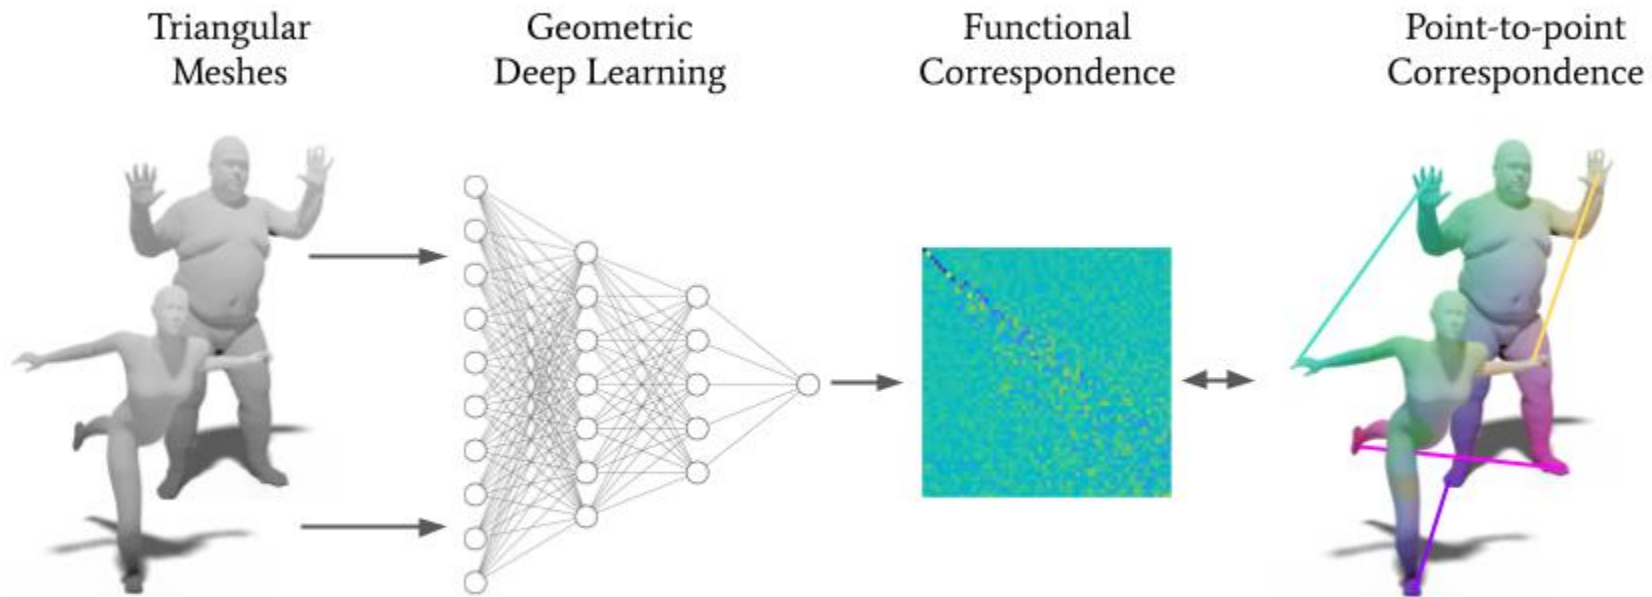 Triangular
Meshes
Geometric
Deep Learning
Functional
Correspondence
Point-to-point
Correspondence